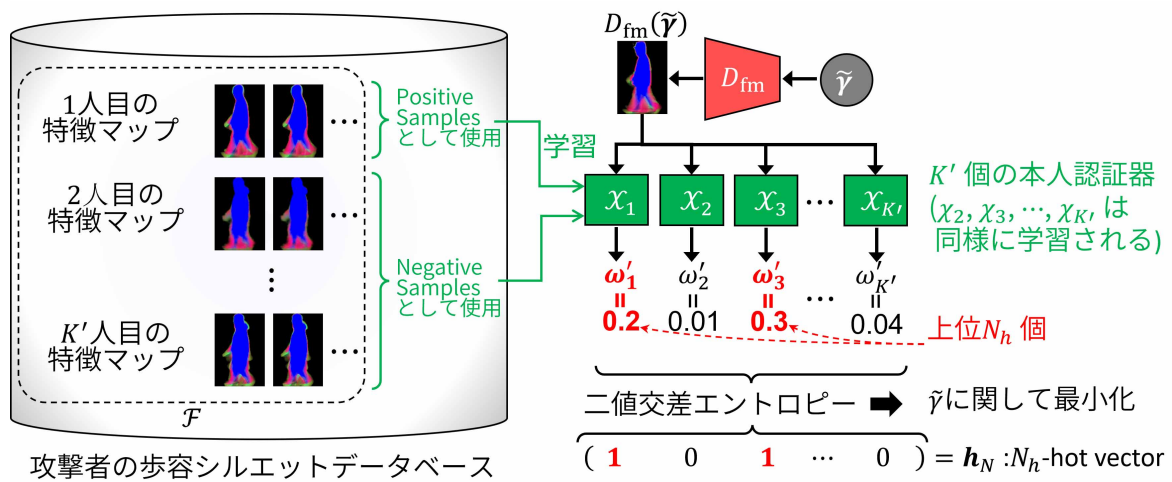 1人目の
特徴マップ
2人目の
特徴マップ
⋮
K′人目の
特徴マップ
⋯
⋯
⋯
ℱ
攻撃者の歩容シルエットデータベース
Positive
Samples
として使用
Negative
Samples
として使用
学習
D_fm(γ̃)
D_fm
γ̃
χ_1 χ_2 χ_3 ⋯ χ_K′
K′ 個の本人認証器
(χ_2, χ_3, ⋯, χ_K′ は
同様に学習される)
ω′_1 ω′_2 ω′_3 ⋯ ω′_K′
= = = =
0.2 0.01 0.3 0.04
上位N_h 個
二値交差エントロピー ➡ γ̃に関して最小化
( 1 0 1 ⋯ 0 ) = h_N :N_h-hot vector